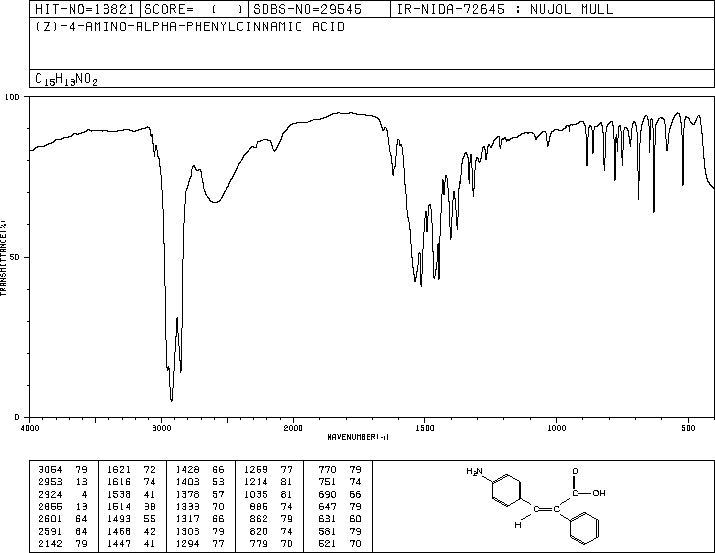 HIT-NO=13821 SCORE= ( ) SDBS-NO=29545 IR-NIDA-72645 : NUJOL MULL
(Z)-4-AMINO-ALPHA-PHENYLCINNAMIC ACID
C15H13NO2
100
50
0
TRANSMITTANCE(%)
4000 3000 2000 1500 1000 500
WAVENUMBER(-1)
3064 79 1621 72 1428 66 1269 77 770 79
2953 13 1616 74 1403 53 1214 81 751 74
2924 4 1538 41 1378 57 1035 81 690 66
2855 13 1514 38 1333 70 885 74 647 79
2601 64 1493 55 1317 66 862 79 631 60
2591 64 1468 42 1303 79 820 74 581 79
2142 79 1447 41 1294 77 779 70 521 70
H2N
O
OH
C
C
C
H